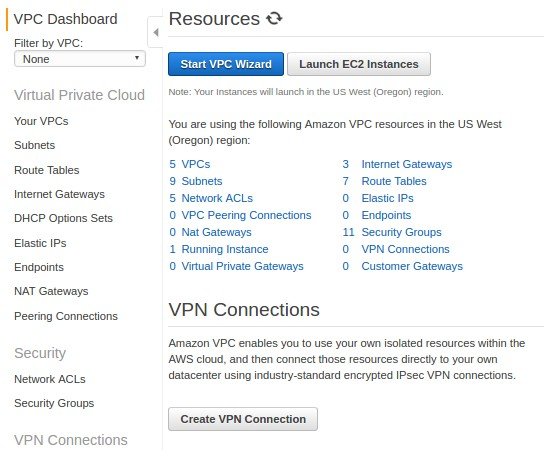 VPC Dashboard
Filter by VPC:
None
Virtual Private Cloud
Your VPCs
Subnets
Route Tables
Internet Gateways
DHCP Options Sets
Elastic IPs
Endpoints
NAT Gateways
Peering Connections
Security
Network ACLs
Security Groups
VPN Connections
Resources
Start VPC Wizard Launch EC2 Instances
Note: Your Instances will launch in the US West (Oregon) region.
You are using the following Amazon VPC resources in the US West
(Oregon) region:
5 VPCs 3 Internet Gateways
9 Subnets 7 Route Tables
5 Network ACLs 0 Elastic IPs
0 VPC Peering Connections 0 Endpoints
0 Nat Gateways 11 Security Groups
1 Running Instance 0 VPN Connections
0 Virtual Private Gateways 0 Customer Gateways
VPN Connections
Amazon VPC enables you to use your own isolated resources within the
AWS cloud, and then connect those resources directly to your own
datacenter using industry-standard encrypted IPsec VPN connections.
Create VPN Connection